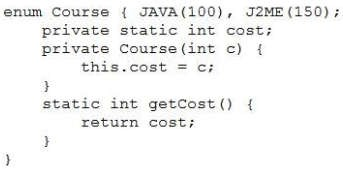 enum Course { JAVA(100), J2ME(150);
    private static int cost;
    private Course(int c) {
        this.cost = c;
    }
    static int getCost() {
        return cost;
    }
}